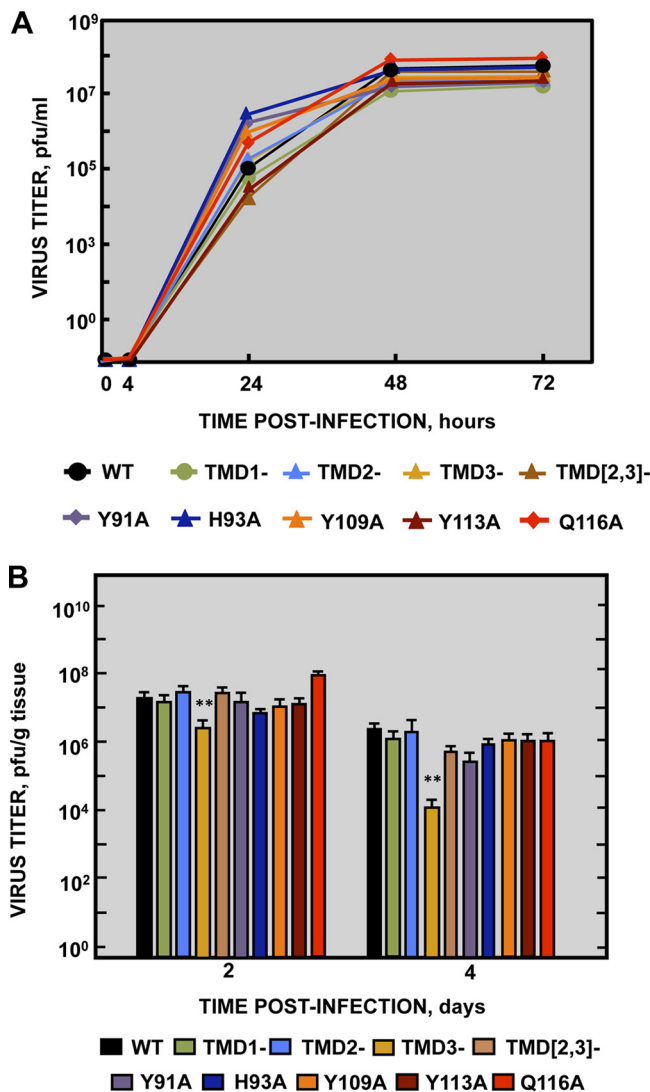 A
VIRUS TITER, pfu/ml
10⁹
10⁷
10⁵
10³
10⁰
0 4 24 48 72
TIME POST-INFECTION, hours
WT TMD1- TMD2- TMD3- TMD[2,3]-
Y91A H93A Y109A Y113A Q116A
B
VIRUS TITER, pfu/g tissue
10¹⁰
10⁸
10⁶
10⁴
10²
10⁰
**
**
2 4
TIME POST-INFECTION, days
WT TMD1- TMD2- TMD3- TMD[2,3]-
Y91A H93A Y109A Y113A Q116A